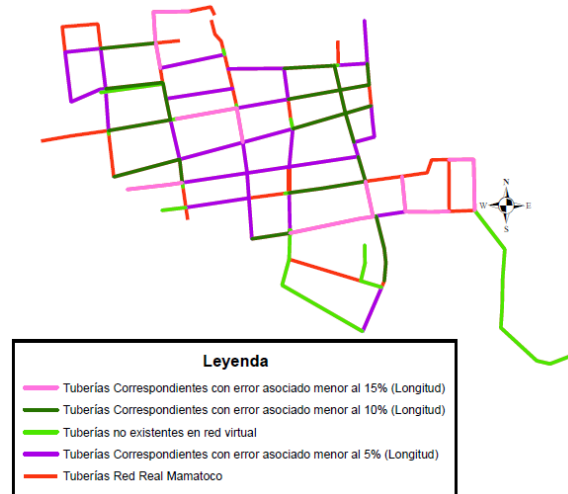 N
W E
S
Leyenda
Tuberías Correspondientes con error asociado menor al 15% (Longitud)
Tuberías Correspondientes con error asociado menor al 10% (Longitud)
Tuberías no existentes en red virtual
Tuberías Correspondientes con error asociado menor al 5% (Longitud)
Tuberías Red Real Mamatoco